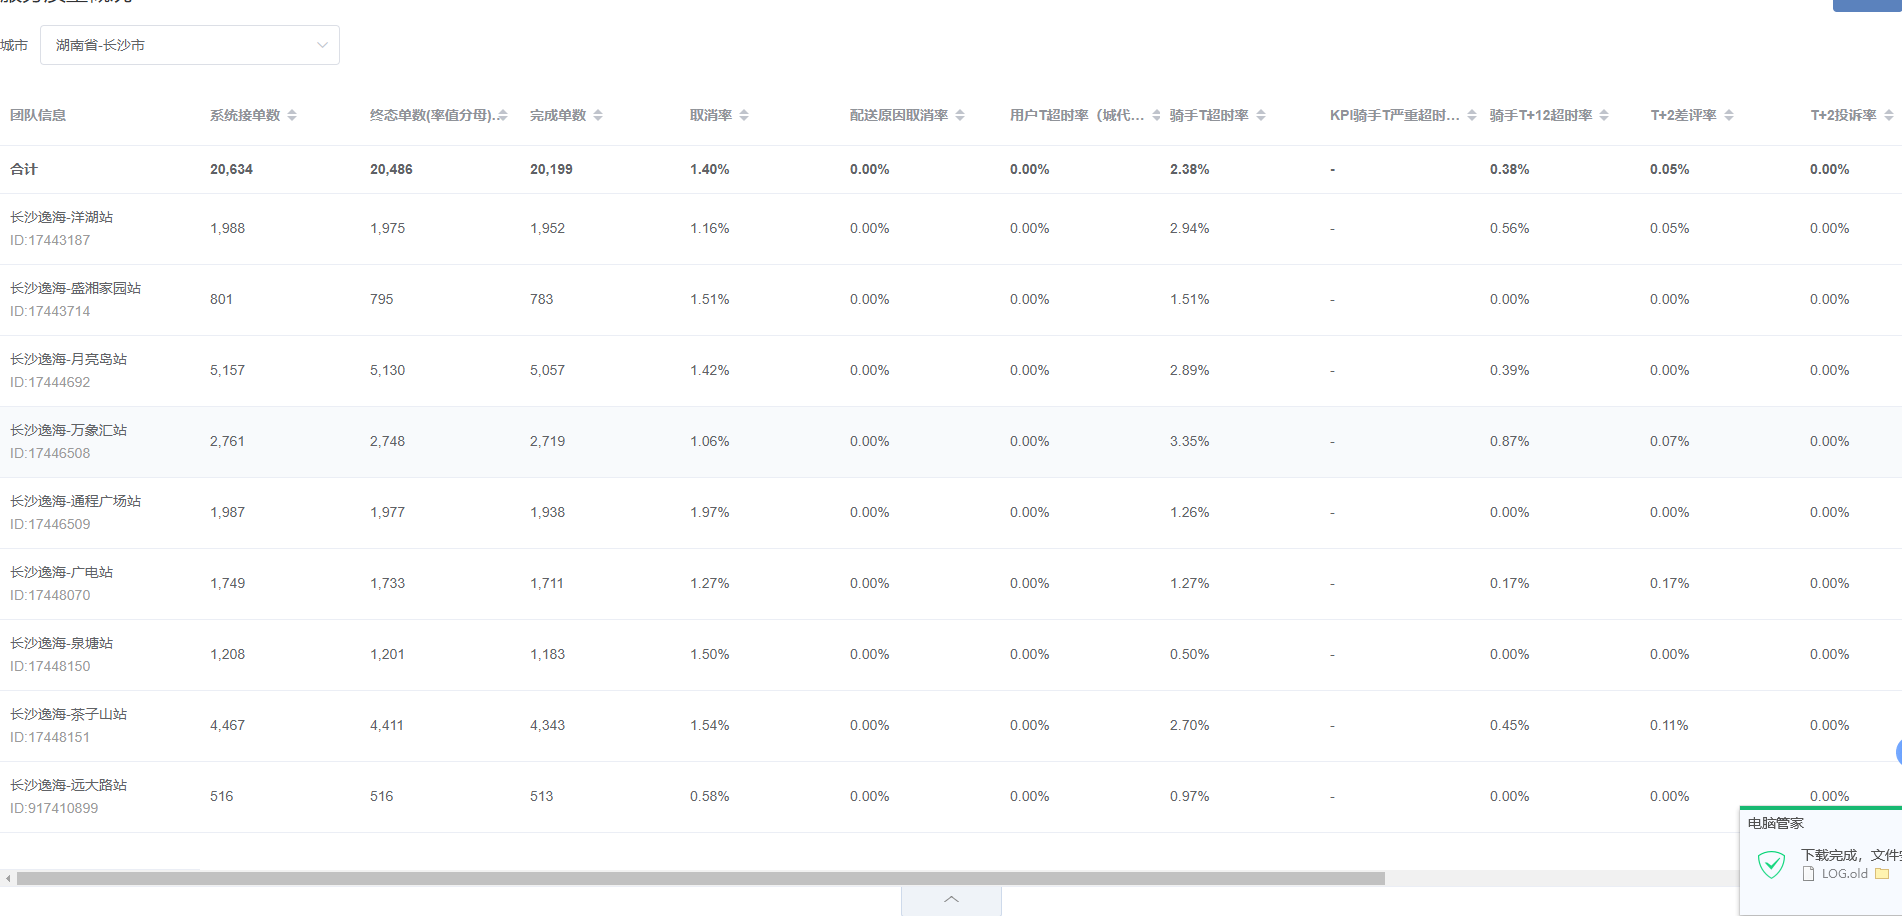 城市 湖南省-长沙市
团队信息 系统接单数 终态单数(率值分母)... 完成单数 取消率 配送原因取消率 用户T超时率（城代... 骑手T超时率 KPI骑手T严重超时... 骑手T+12超时率 T+2差评率 T+2投诉率
合计 20,634 20,486 20,199 1.40% 0.00% 0.00% 2.38% - 0.38% 0.05% 0.00%
长沙逸海-洋湖站
ID:17443187
1,988 1,975 1,952 1.16% 0.00% 0.00% 2.94% - 0.56% 0.05% 0.00%
长沙逸海-盛湘家园站
ID:17443714
801 795 783 1.51% 0.00% 0.00% 1.51% - 0.00% 0.00% 0.00%
长沙逸海-月亮岛站
ID:17444692
5,157 5,130 5,057 1.42% 0.00% 0.00% 2.89% - 0.39% 0.00% 0.00%
长沙逸海-万象汇站
ID:17446508
2,761 2,748 2,719 1.06% 0.00% 0.00% 3.35% - 0.87% 0.07% 0.00%
长沙逸海-通程广场站
ID:17446509
1,987 1,977 1,938 1.97% 0.00% 0.00% 1.26% - 0.00% 0.00% 0.00%
长沙逸海-广电站
ID:17448070
1,749 1,733 1,711 1.27% 0.00% 0.00% 1.27% - 0.17% 0.17% 0.00%
长沙逸海-泉塘站
ID:17448150
1,208 1,201 1,183 1.50% 0.00% 0.00% 0.50% - 0.00% 0.00% 0.00%
长沙逸海-茶子山站
ID:17448151
4,467 4,411 4,343 1.54% 0.00% 0.00% 2.70% - 0.45% 0.11% 0.00%
长沙逸海-远大路站
ID:917410899
516 516 513 0.58% 0.00% 0.00% 0.97% - 0.00% 0.00% 0.00%
电脑管家
下载完成，文件
LOG.old